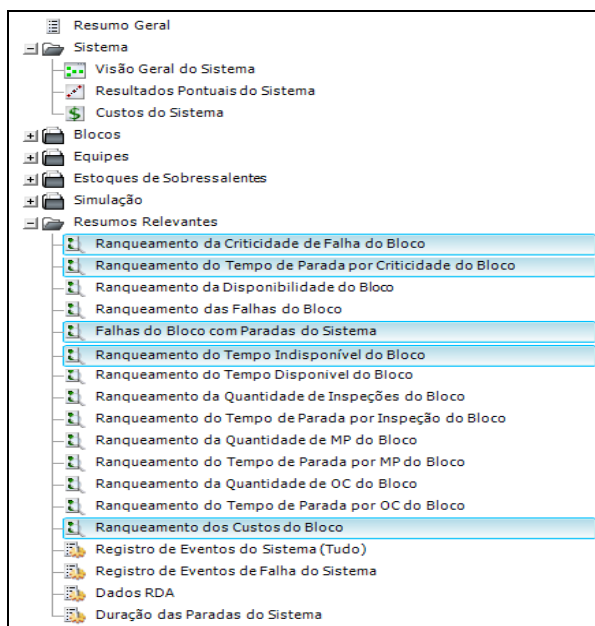 Resumo Geral
Sistema
Visão Geral do Sistema
Resultados Pontuais do Sistema
Custos do Sistema
Blocos
Equipes
Estoques de Sobressalentes
Simulação
Resumos Relevantes
Ranqueamento da Criticidade de Falha do Bloco
Ranqueamento do Tempo de Parada por Criticidade do Bloco
Ranqueamento da Disponibilidade do Bloco
Ranqueamento das Falhas do Bloco
Falhas do Bloco com Paradas do Sistema
Ranqueamento do Tempo Indisponível do Bloco
Ranqueamento do Tempo Disponivel do Bloco
Ranqueamento da Quantidade de Inspeções do Bloco
Ranqueamento do Tempo de Parada por Inspeção do Bloco
Ranqueamento da Quantidade de MP do Bloco
Ranqueamento do Tempo de Parada por MP do Bloco
Ranqueamento da Quantidade de OC do Bloco
Ranqueamento do Tempo de Parada por OC do Bloco
Ranqueamento dos Custos do Bloco
Registro de Eventos do Sistema (Tudo)
Registro de Eventos de Falha do Sistema
Dados RDA
Duração das Paradas do Sistema